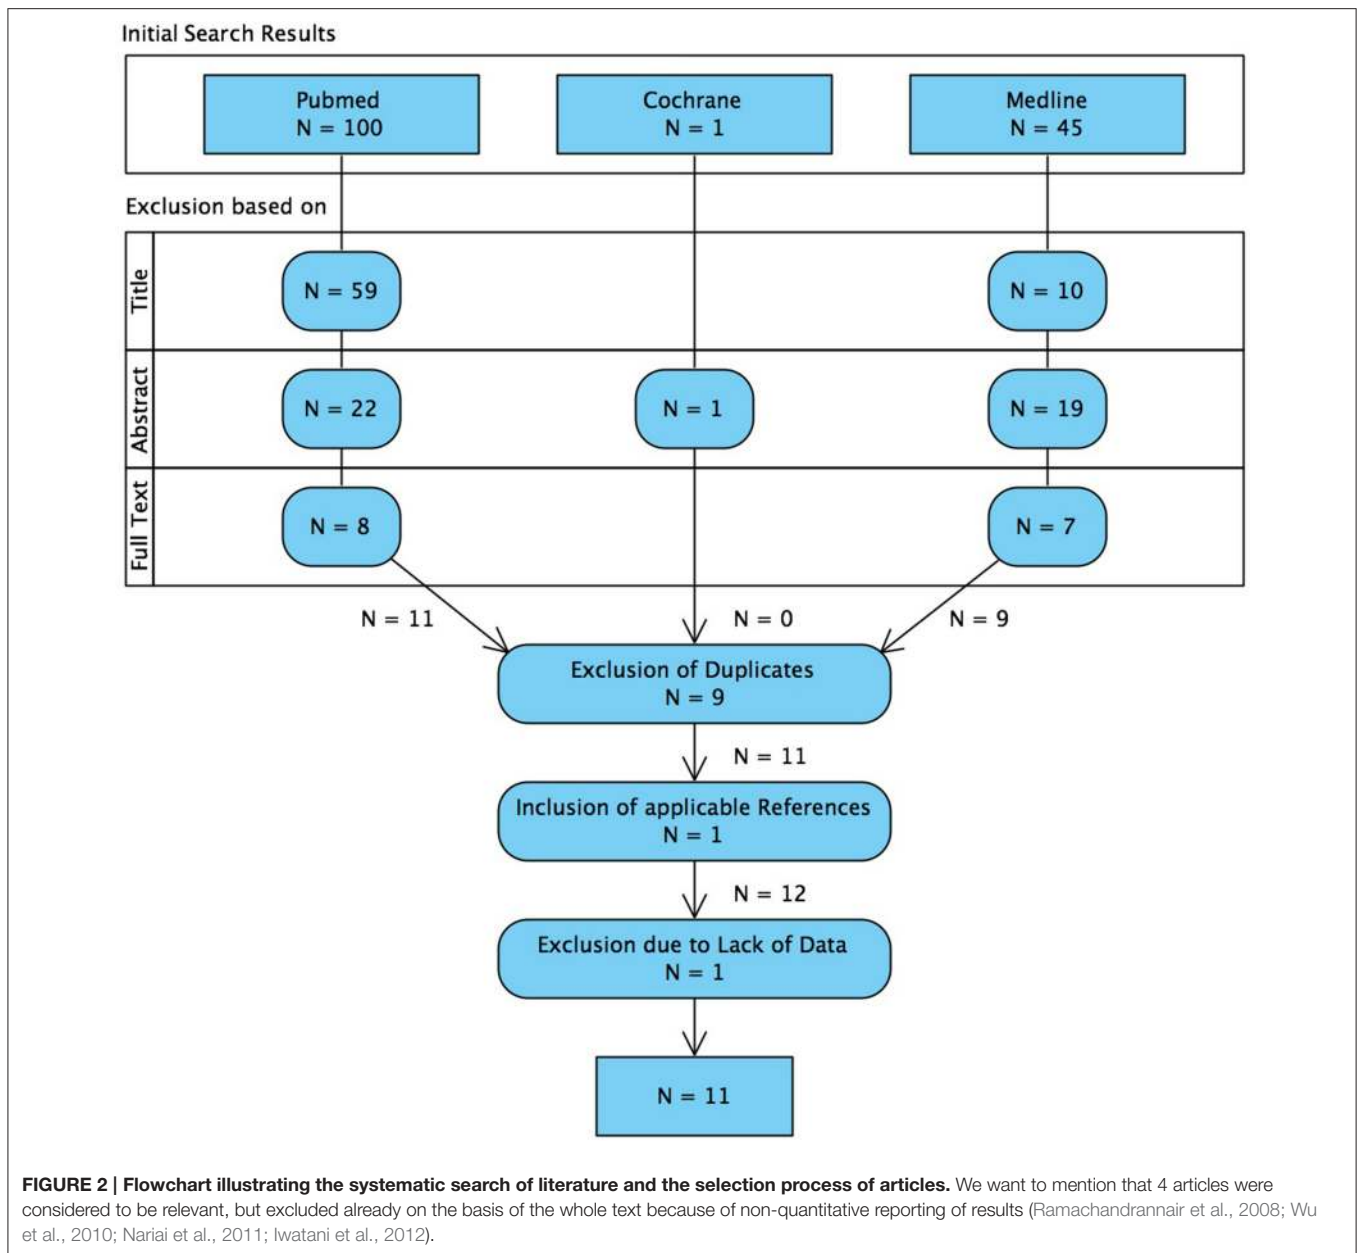 Initial Search Results
Pubmed
N = 100
Cochrane
N = 1
Medline
N = 45
Exclusion based on
Title
N = 59
N = 10
Abstract
N = 22
N = 1
N = 19
Full Text
N = 8
N = 7
N = 11
N = 0
N = 9
Exclusion of Duplicates
N = 9
N = 11
Inclusion of applicable References
N = 1
N = 12
Exclusion due to Lack of Data
N = 1
N = 11
FIGURE 2 | Flowchart illustrating the systematic search of literature and the selection process of articles. We want to mention that 4 articles were
considered to be relevant, but excluded already on the basis of the whole text because of non-quantitative reporting of results (Ramachandrannair et al., 2008; Wu
et al., 2010; Nariai et al., 2011; Iwatani et al., 2012).